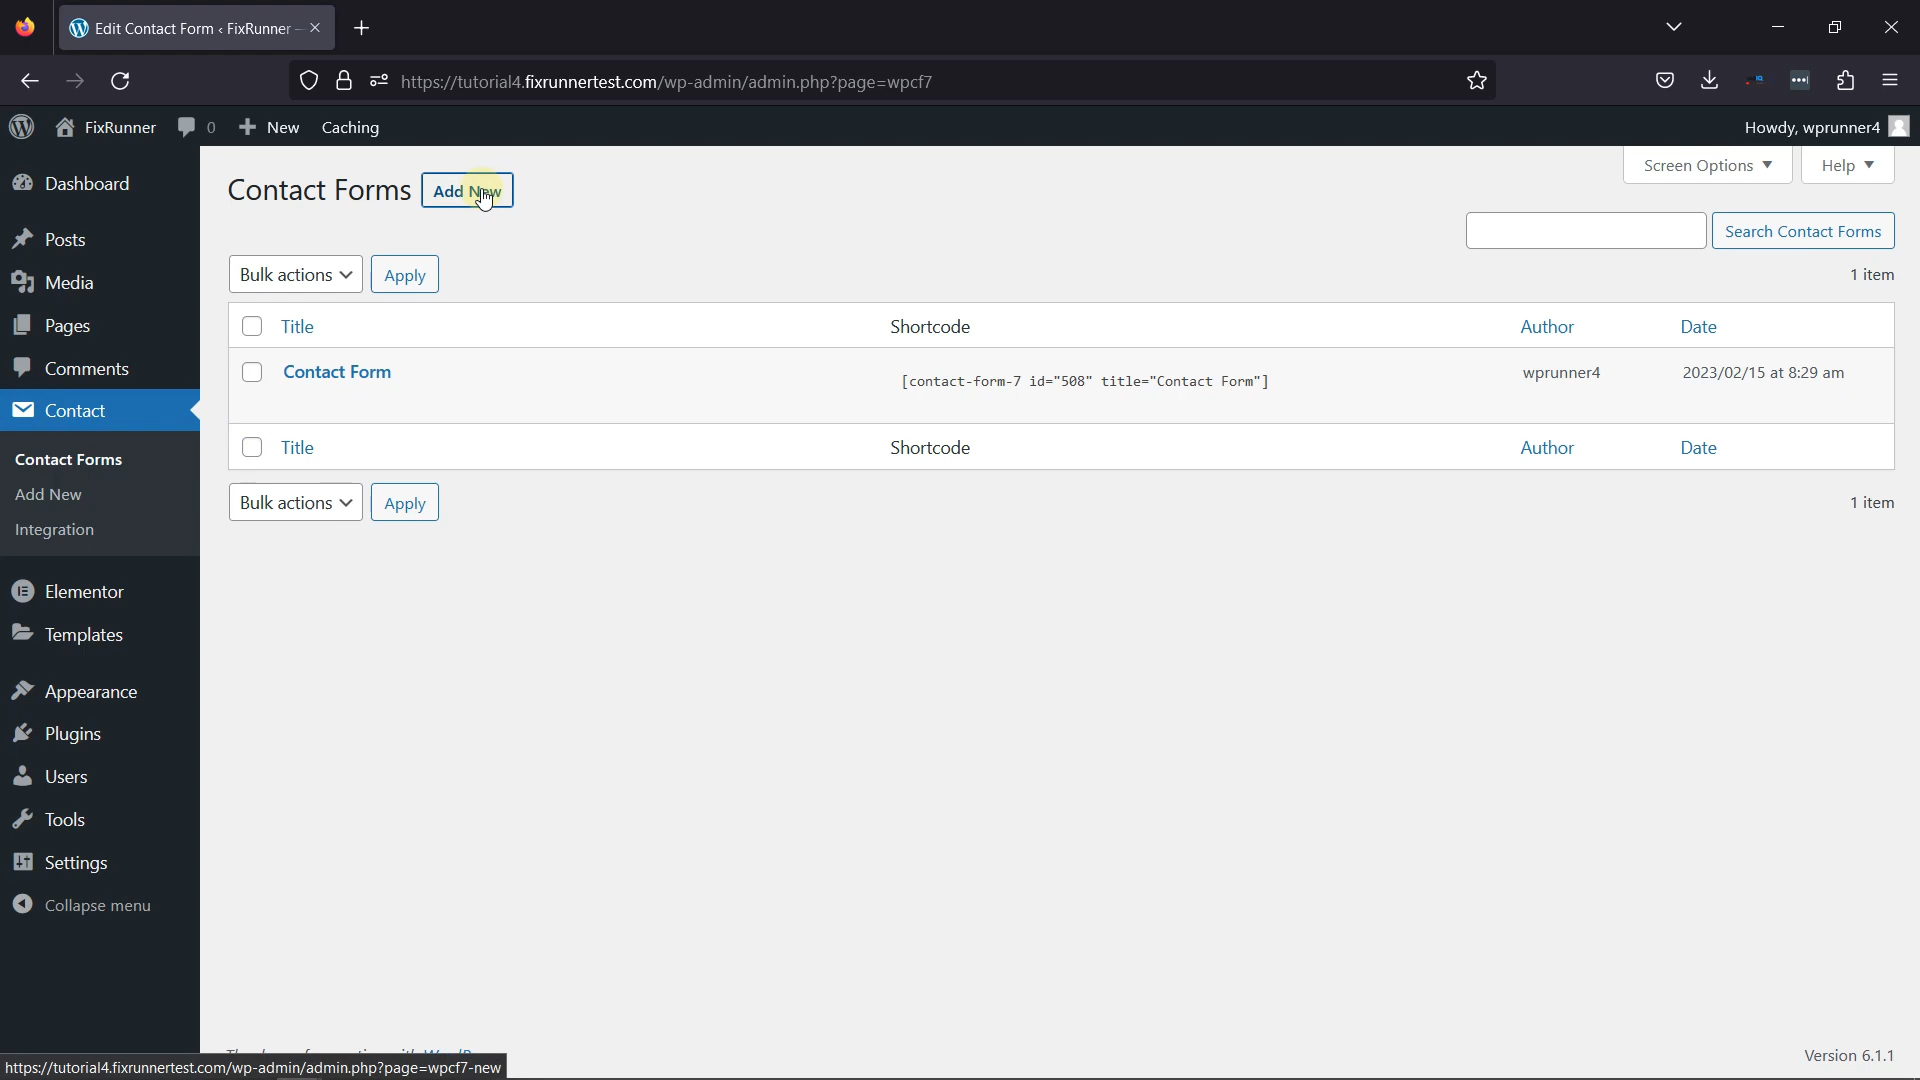 Edit Contact Form ‹ FixRunner —
https://tutorial4.fixrunnertest.com/wp-admin/admin.php?page=wpcf7
FixRunner 0 New Caching Howdy, wprunner4
Screen Options Help
Dashboard
Posts
Media
Pages
Comments
Contact
Contact Forms
Add New
Integration
Elementor
Templates
Appearance
Plugins
Users
Tools
Settings
Collapse menu
Contact Forms Add New
Search Contact Forms
Bulk actions Apply 1 item
Title Shortcode Author Date
Contact Form [contact-form-7 id="508" title="Contact Form"] wprunner4 2023/02/15 at 8:29 am
Title Shortcode Author Date
Bulk actions Apply 1 item
Version 6.1.1
https://tutorial4.fixrunnertest.com/wp-admin/admin.php?page=wpcf7-new